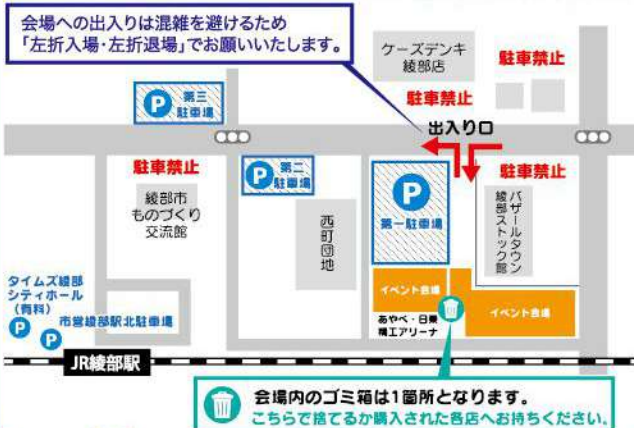 会場への出入りは混雑を避けるため
「左折入場・左折退場」でお願いいたします。
ケーズデンキ
綾部店
駐車禁止
駐車禁止
P 第三
駐車場
出入り口
駐車禁止
P 第二
駐車場
P
第一駐車場
駐車禁止
綾部市
ものづくり
交流館
西町団地
バザールタウン
綾部ストック館
タイムズ綾部
シティホール
(有料)
P
P
市営綾部駅北駐車場
イベント会場
イベント会場
あやべ・日東
精工アリーナ
JR綾部駅
会場内のゴミ箱は1箇所となります。
こちらで捨てるか購入された各店へお持ちください。